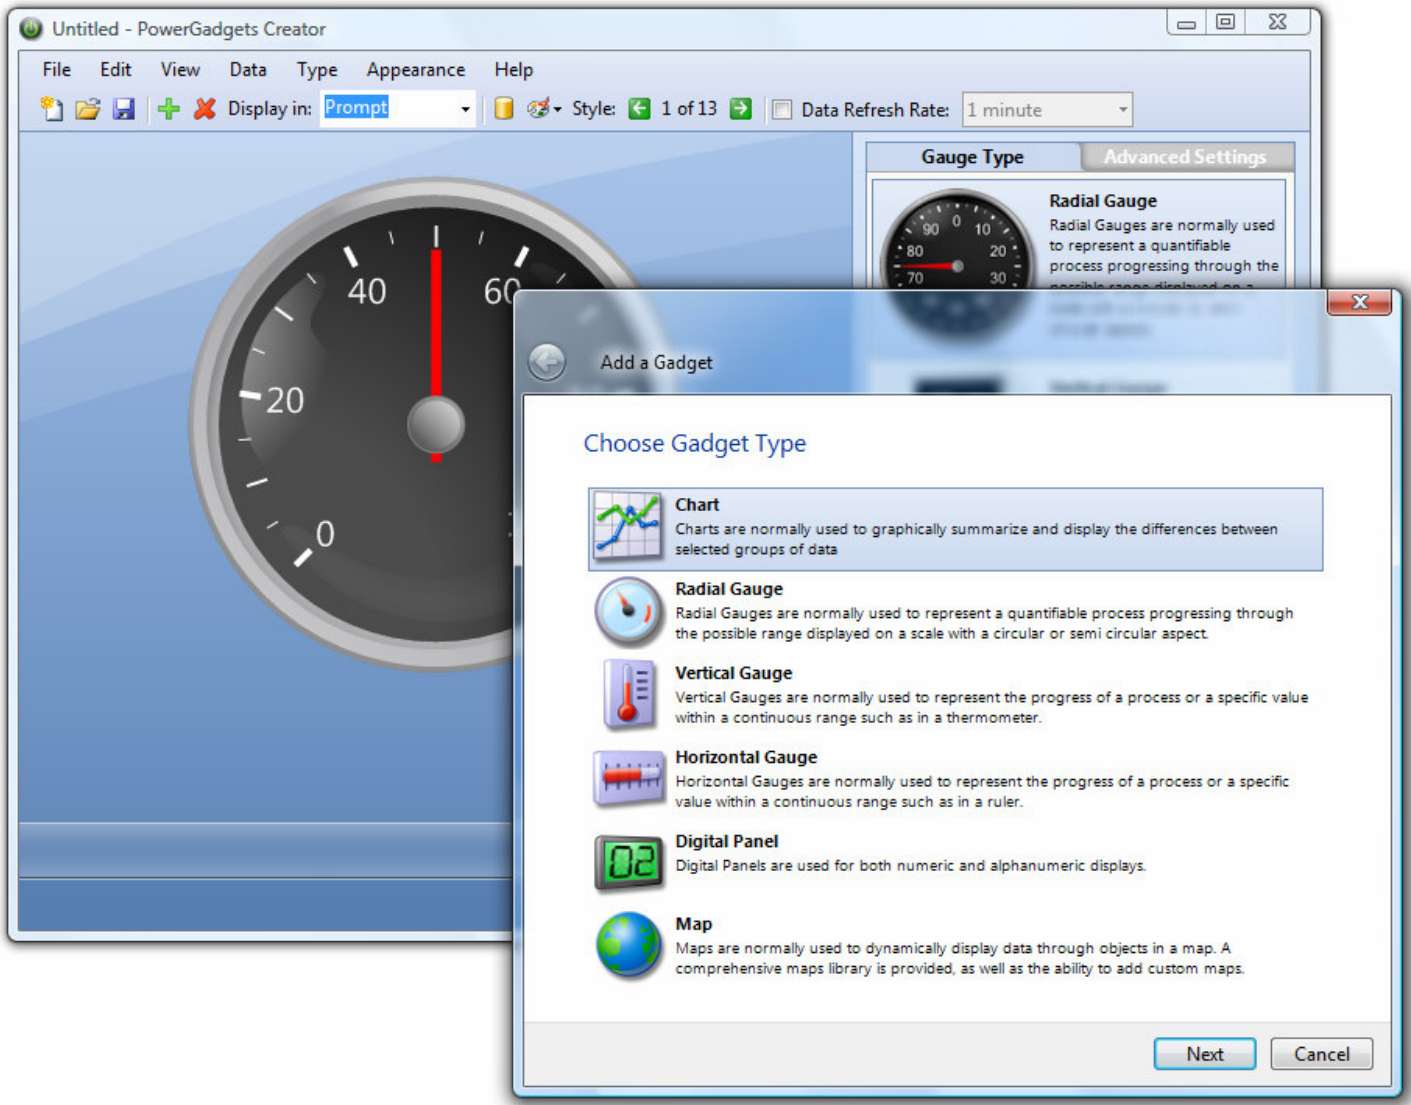 Untitled - PowerGadgets Creator
File Edit View Data Type Appearance Help
Display in: Prompt Style: 1 of 13 Data Refresh Rate: 1 minute
Gauge Type Advanced Settings
0 10 20 30 70 80 90
Radial Gauge
Radial Gauges are normally used
to represent a quantifiable
process progressing through the
possible range displayed on a
Vertical Gauge
0 20 40 60
Add a Gadget
Choose Gadget Type
Chart
Charts are normally used to graphically summarize and display the differences between
selected groups of data
Radial Gauge
Radial Gauges are normally used to represent a quantifiable process progressing through
the possible range displayed on a scale with a circular or semi circular aspect.
Vertical Gauge
Vertical Gauges are normally used to represent the progress of a process or a specific value
within a continuous range such as in a thermometer.
Horizontal Gauge
Horizontal Gauges are normally used to represent the progress of a process or a specific
value within a continuous range such as in a ruler.
02
Digital Panel
Digital Panels are used for both numeric and alphanumeric displays.
Map
Maps are normally used to dynamically display data through objects in a map. A
comprehensive maps library is provided, as well as the ability to add custom maps.
Next Cancel